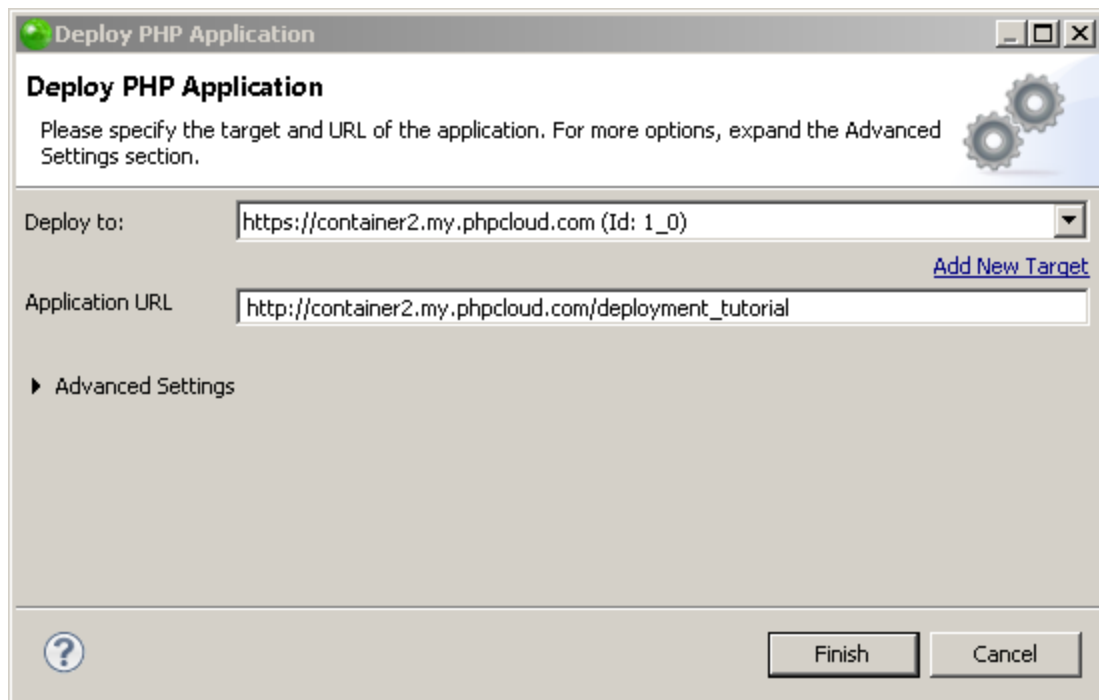 Deploy PHP Application
Deploy PHP Application
Please specify the target and URL of the application. For more options, expand the Advanced
Settings section.
Deploy to:
https://container2.my.phpcloud.com (Id: 1_0)
Add New Target
Application URL
http://container2.my.phpcloud.com/deployment_tutorial
Advanced Settings
?
Finish
Cancel